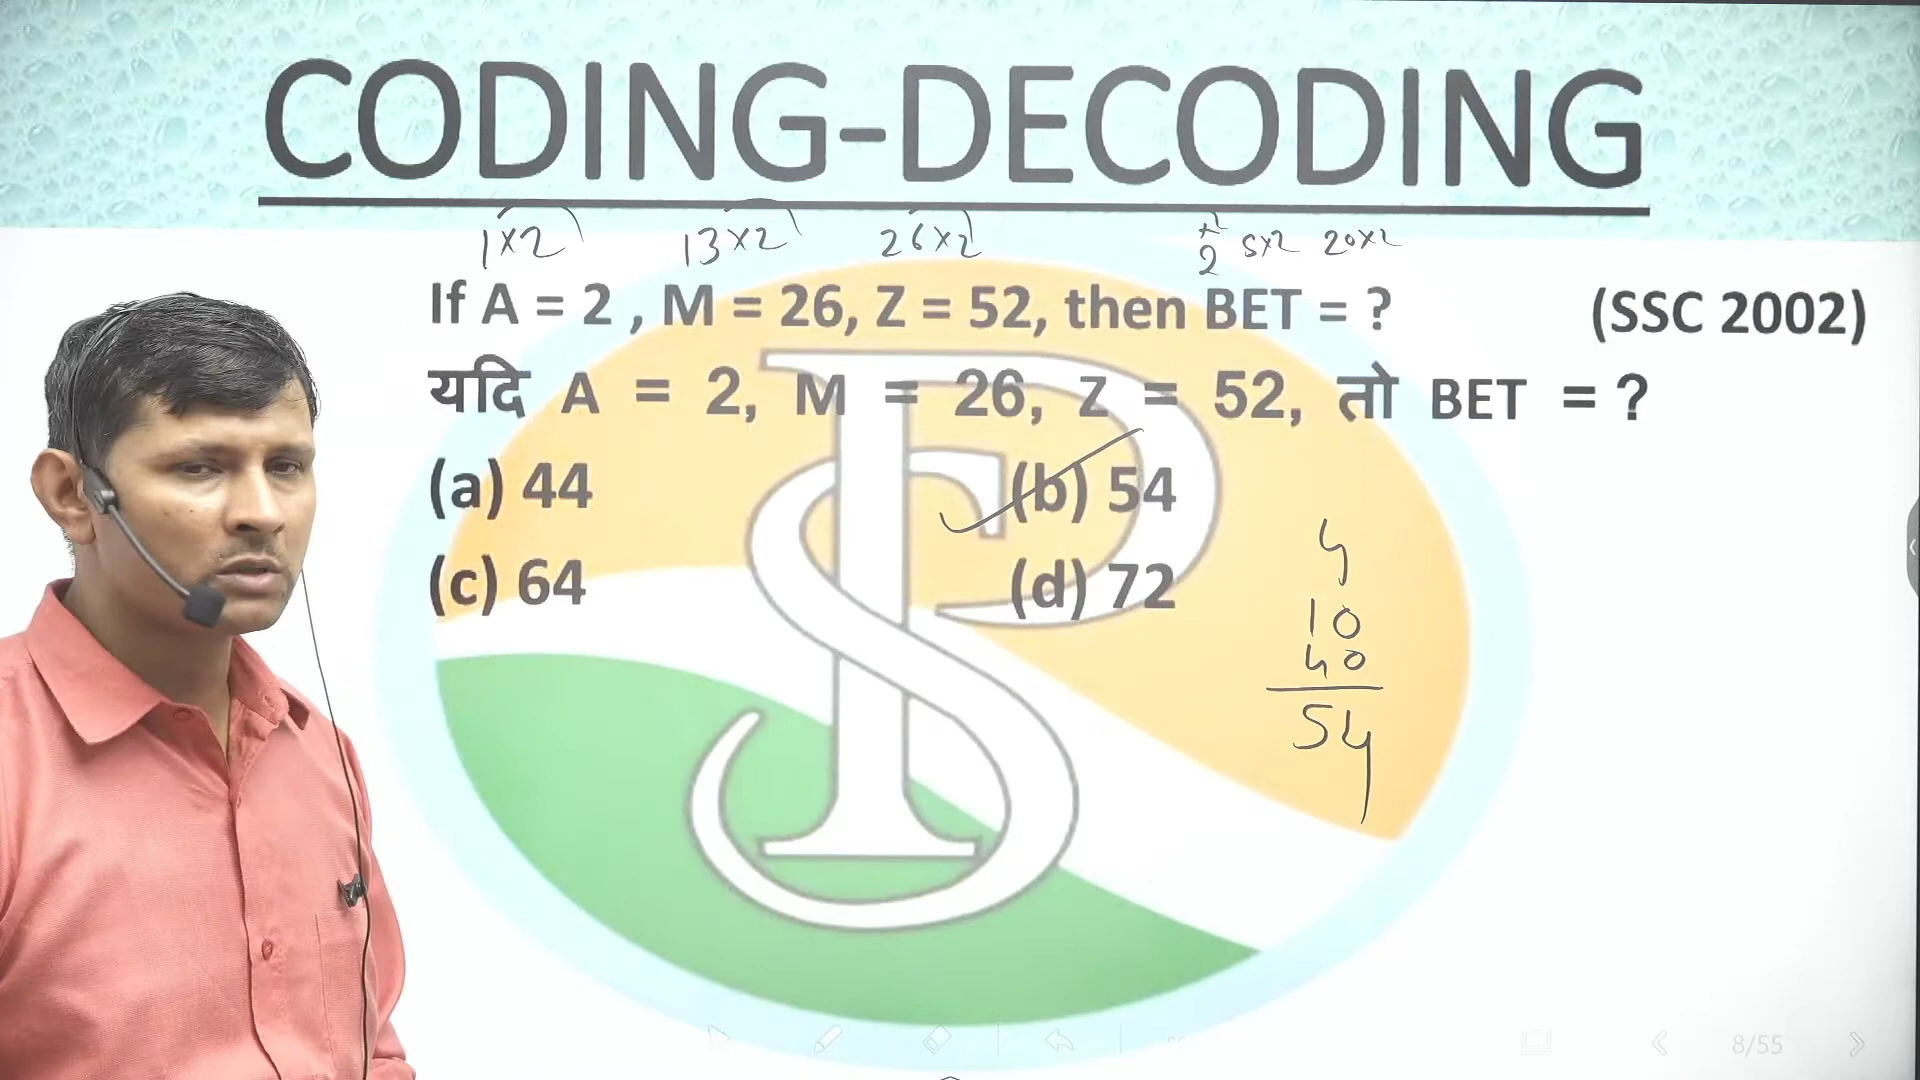 CODING-DECODING
1×2 13×2 26×2 ×2 2 5×2 20×2
If A = 2 , M = 26, Z = 52, then BET = ? (SSC 2002)
यदि A = 2, M = 26, Z = 52, तो BET = ?
(a) 44 (b) 54
(c) 64 (d) 72
4
10
40
54
8/55